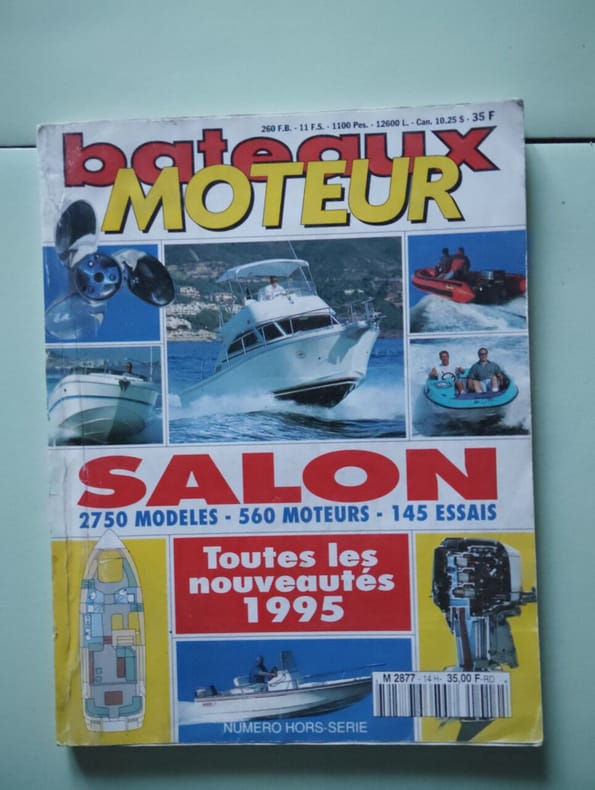 260 F.B. - 11 F.S. - 1100 Pes. - 12600 L. - Can. 10.25 $ - 35 F
bateaux
MOTEUR
SALON
2750 MODELES - 560 MOTEURS - 145 ESSAIS
Toutes les
nouveautés
1995
M 2877 - 14 H - 35,00 F - RD
NUMERO HORS-SERIE